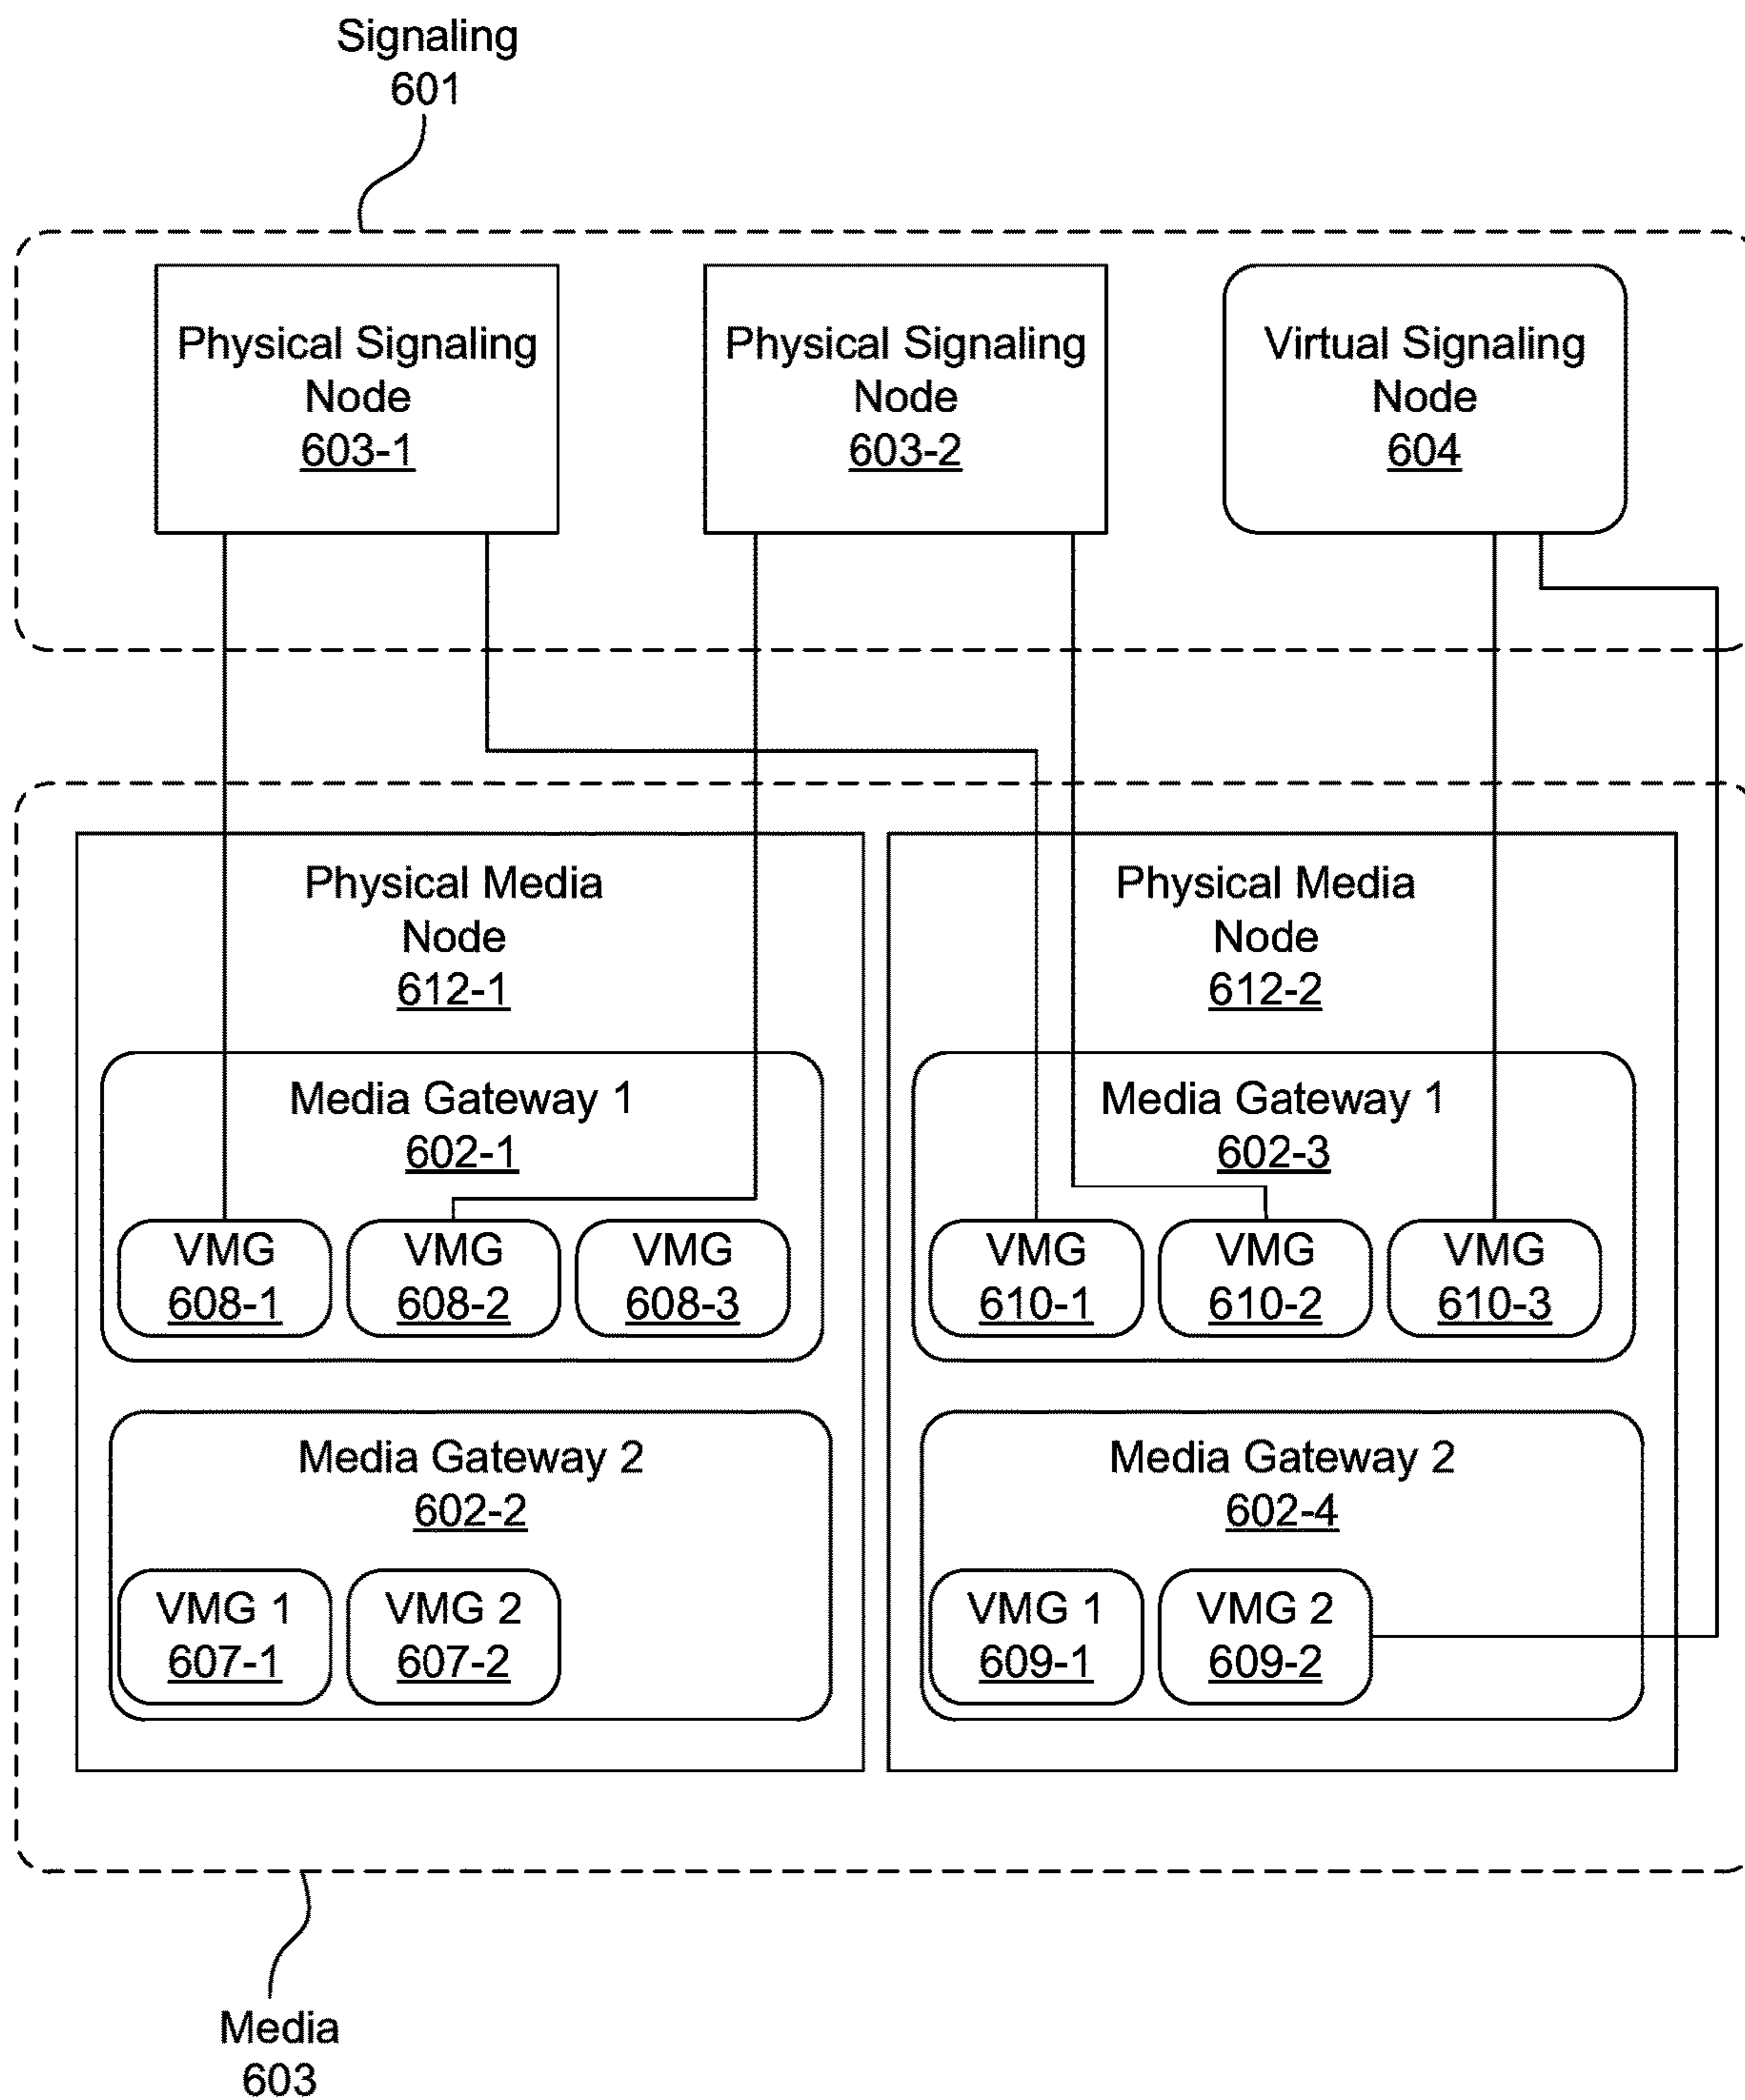 Signaling
601
Physical Signaling
Node
603-1
Physical Signaling
Node
603-2
Virtual Signaling
Node
604
Physical Media
Node
612-1
Media Gateway 1
602-1
VMG
608-1
VMG
608-2
VMG
608-3
Media Gateway 2
602-2
VMG 1
607-1
VMG 2
607-2
Physical Media
Node
612-2
Media Gateway 1
602-3
VMG
610-1
VMG
610-2
VMG
610-3
Media Gateway 2
602-4
VMG 1
609-1
VMG 2
609-2
Media
603